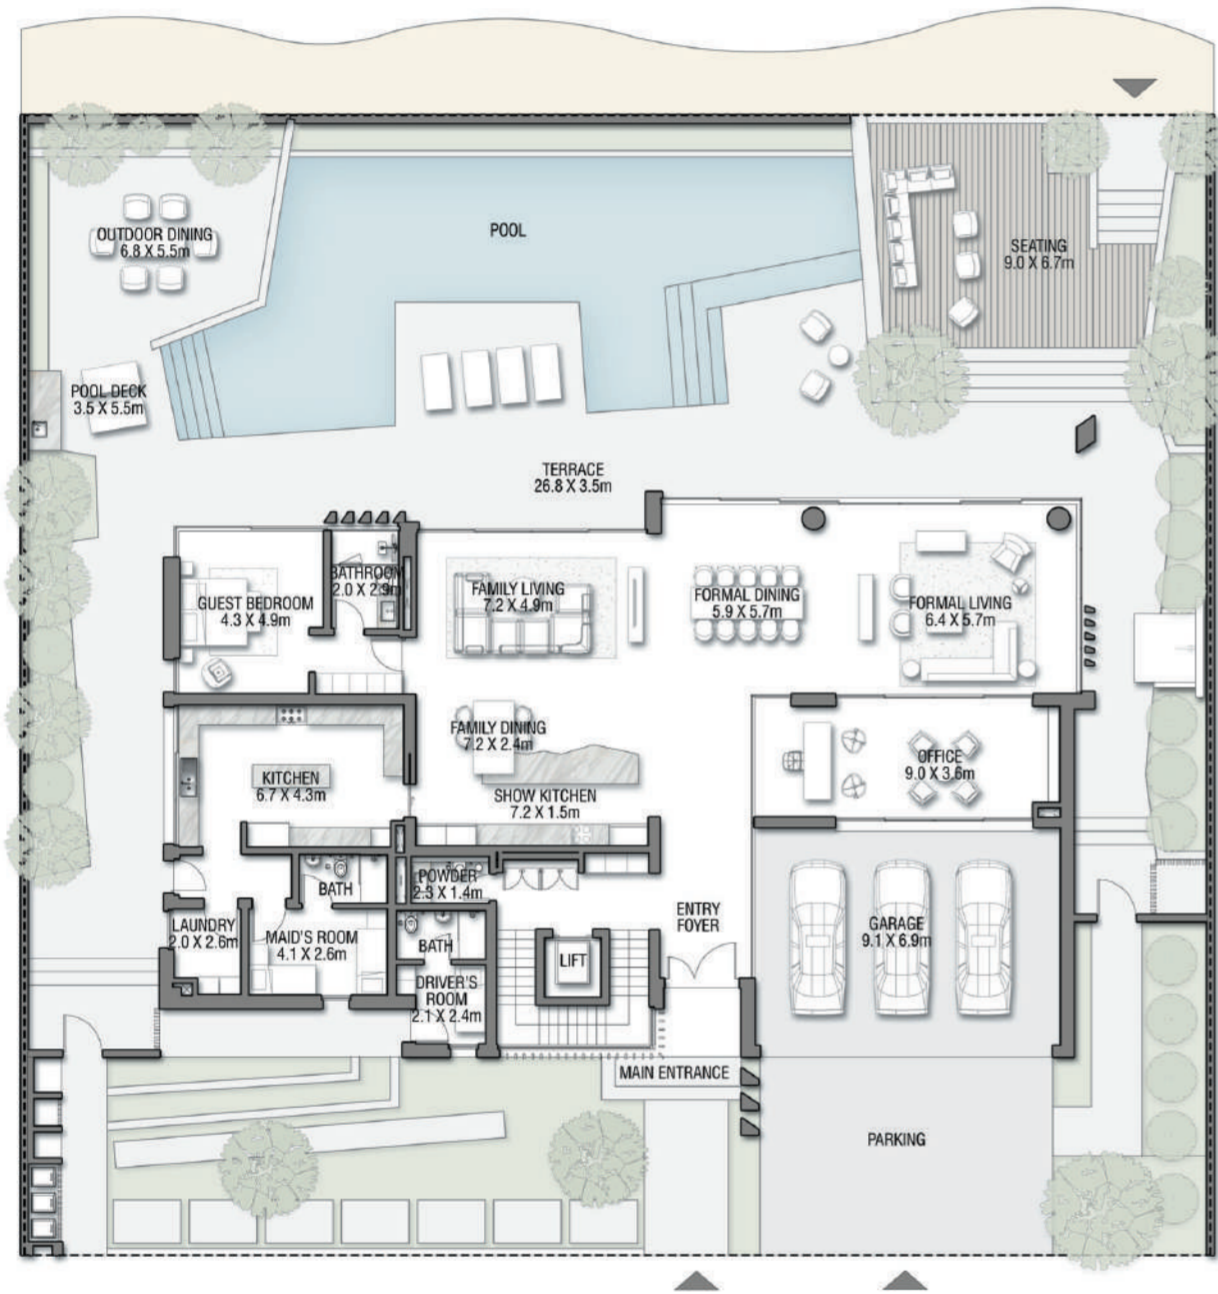 POOL
OUTDOOR DINING
6.8 X 5.5m
SEATING
9.0 X 6.7m
POOL DECK
3.5 X 5.5m
TERRACE
26.8 X 3.5m
BATHROOM
2.0 X 2.9m
GUEST BEDROOM
4.3 X 4.9m
FAMILY LIVING
7.2 X 4.9m
FORMAL DINING
5.9 X 5.7m
FORMAL LIVING
6.4 X 5.7m
FAMILY DINING
7.2 X 2.4m
OFFICE
9.0 X 3.6m
KITCHEN
6.7 X 4.3m
SHOW KITCHEN
7.2 X 1.5m
POWDER
2.3 X 1.4m
BATH
ENTRY
FOYER
GARAGE
9.1 X 6.9m
LAUNDRY
2.0 X 2.6m
MAID'S ROOM
4.1 X 2.6m
BATH
LIFT
DRIVER'S
ROOM
2.1 X 2.4m
MAIN ENTRANCE
PARKING